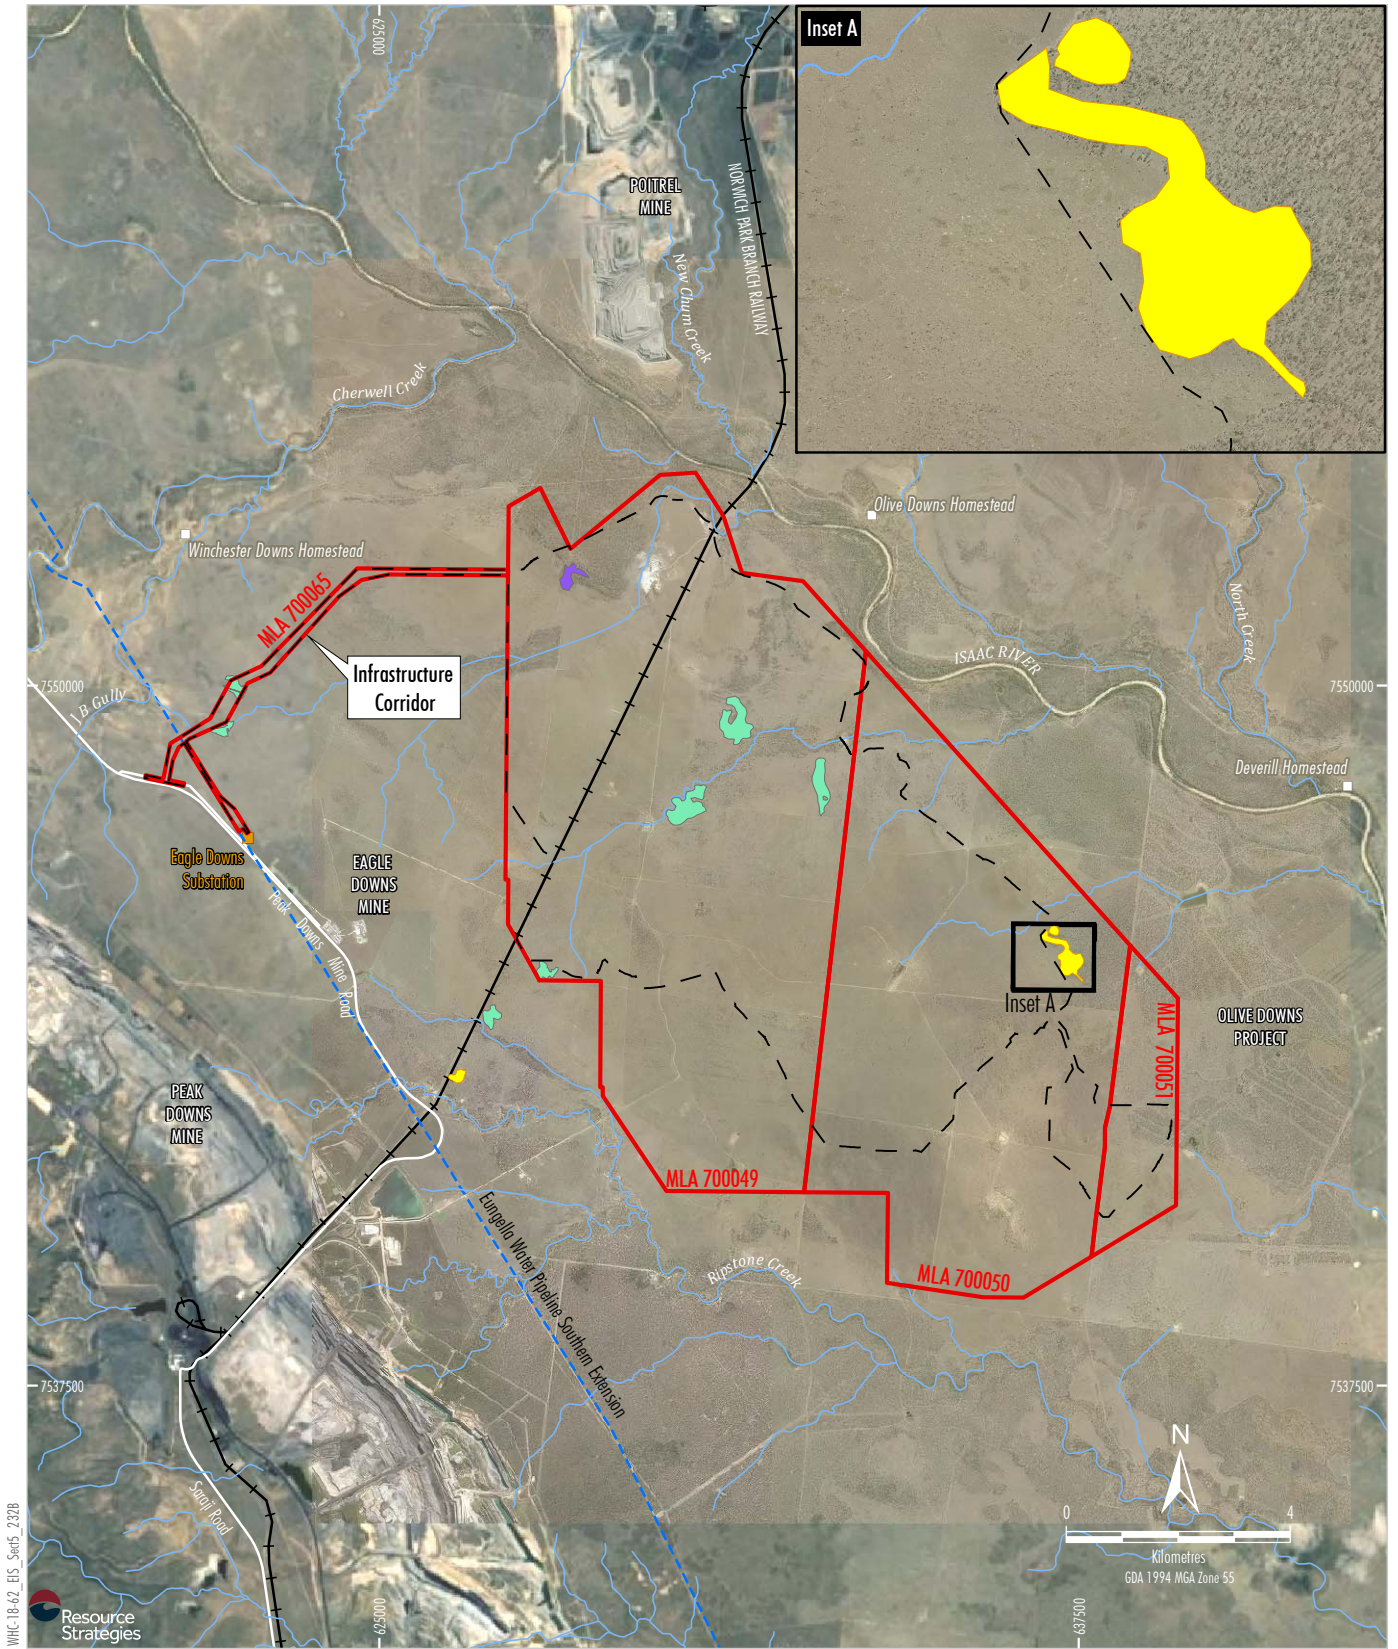 Inset A
625000
POITREL
MINE
NORWICH PARK BRANCH RAILWAY
New Chum Creek
Cherwell Creek
Olive Downs Homestead
Winchester Downs Homestead
North Creek
MLA 700065
ISAAC RIVER
Infrastructure
Corridor
7550000
7550000
J B Gully
Deverill Homestead
Eagle Downs
Substation
EAGLE
DOWNS
MINE
Peak Downs Mine Road
Inset A
MLA 700051
OLIVE DOWNS
PROJECT
PEAK
DOWNS
MINE
MLA 700049
Eungella Water Pipeline Southern Extension
Ripstone Creek
MLA 700050
7537500
7537500
N
Saraji Road
0
4
Kilometres
GDA 1994 MGA Zone 55
WHC-18-62_EIS_Sect5_232B
Resource
Strategies
625000
637500